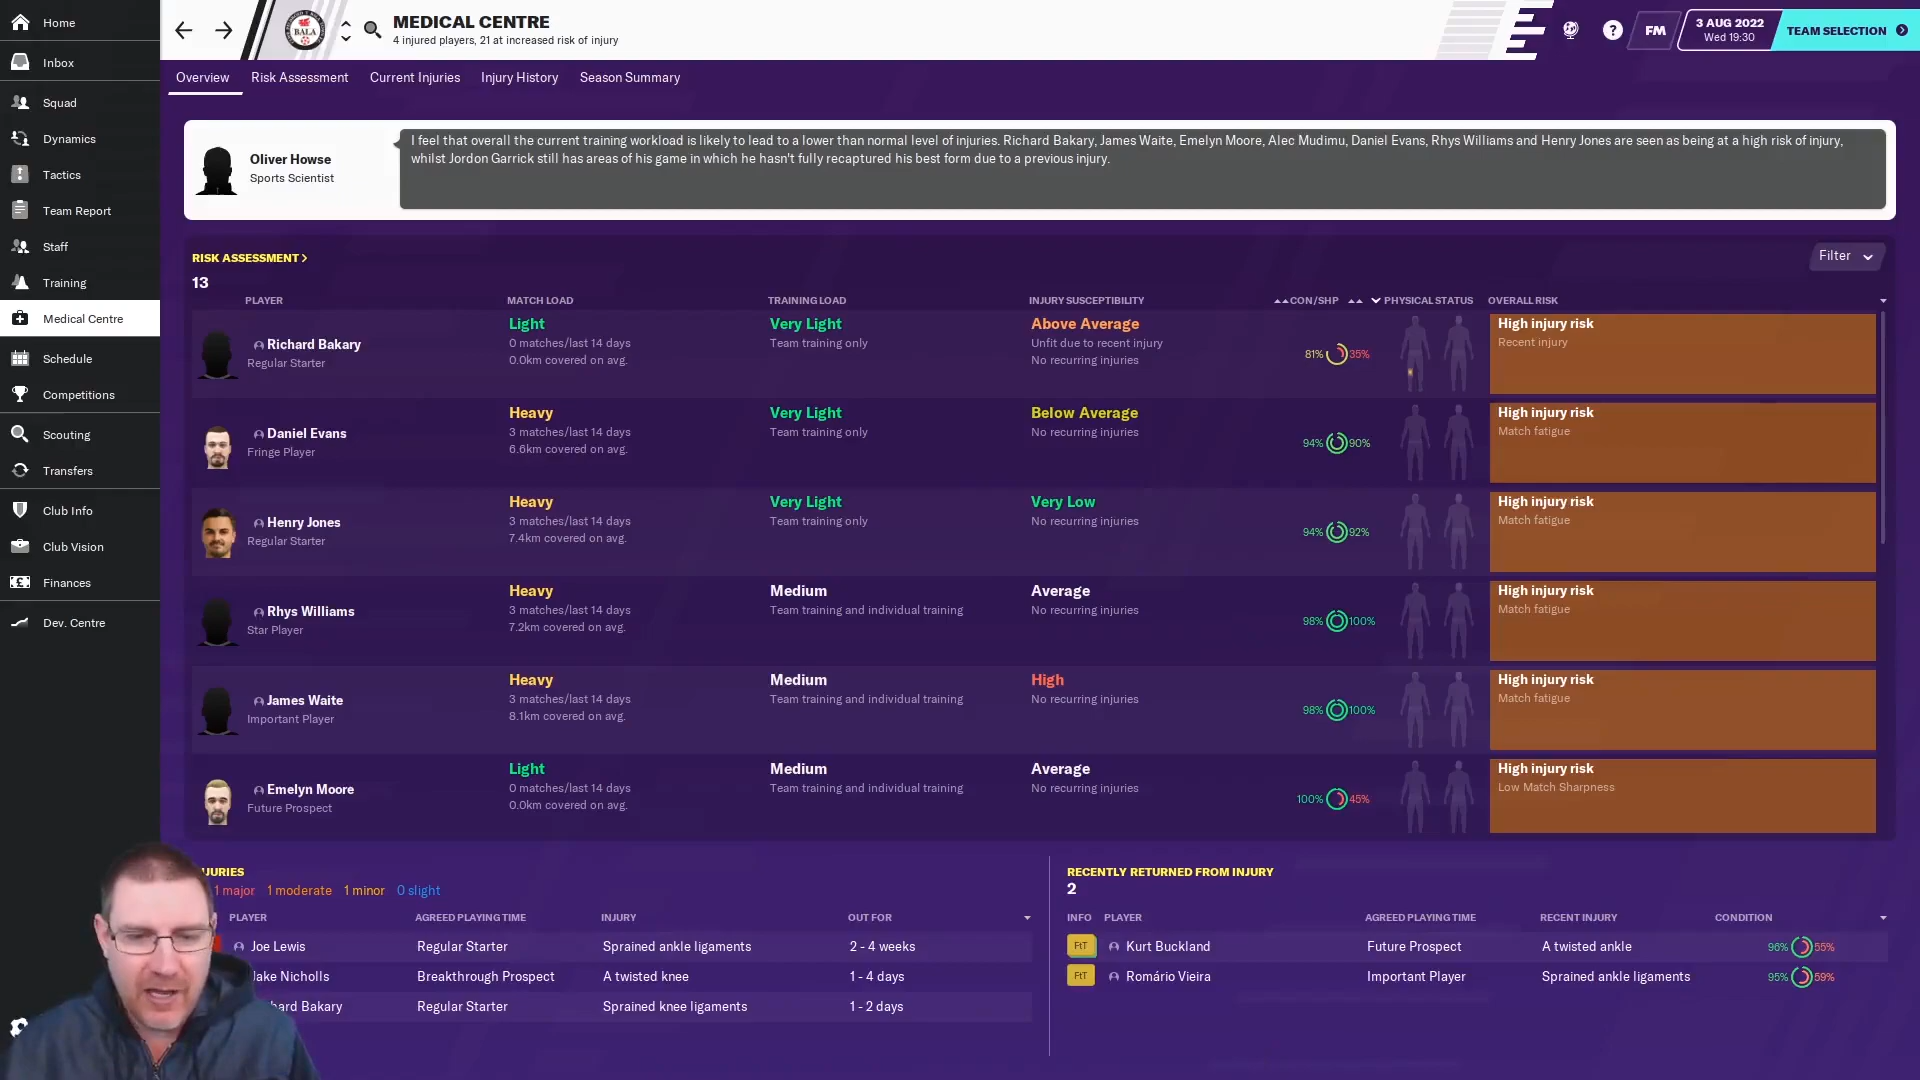 Home
Inbox
Squad
Dynamics
Tactics
Team Report
Staff
Training
Medical Centre
Schedule
Competitions
Scouting
Transfers
Club Info
Club Vision
Finances
Dev. Centre
BALA
MEDICAL CENTRE
4 injured players, 21 at increased risk of injury
?
FM
3 AUG 2022
Wed 19:30
TEAM SELECTION
Overview Risk Assessment Current Injuries Injury History Season Summary
Oliver Howse
Sports Scientist
I feel that overall the current training workload is likely to lead to a lower than normal level of injuries. Richard Bakary, James Waite, Emelyn Moore, Alec Mudimu, Daniel Evans, Rhys Williams and Henry Jones are seen as being at a high risk of injury,
whilst Jordon Garrick still has areas of his game in which he hasn't fully recaptured his best form due to a previous injury.
RISK ASSESSMENT >
13
Filter
PLAYER MATCH LOAD TRAINING LOAD INJURY SUSCEPTIBILITY CON/SHP PHYSICAL STATUS OVERALL RISK
Richard Bakary
Regular Starter
Light
0 matches/last 14 days
0.0km covered on avg.
Very Light
Team training only
Above Average
Unfit due to recent injury
No recurring injuries
81% 35%
High injury risk
Recent injury
Daniel Evans
Fringe Player
Heavy
3 matches/last 14 days
6.6km covered on avg.
Very Light
Team training only
Below Average
No recurring injuries
94% 90%
High injury risk
Match fatigue
Henry Jones
Regular Starter
Heavy
3 matches/last 14 days
7.4km covered on avg.
Very Light
Team training only
Very Low
No recurring injuries
94% 92%
High injury risk
Match fatigue
Rhys Williams
Star Player
Heavy
3 matches/last 14 days
7.2km covered on avg.
Medium
Team training and individual training
Average
No recurring injuries
98% 100%
High injury risk
Match fatigue
James Waite
Important Player
Heavy
3 matches/last 14 days
8.1km covered on avg.
Medium
Team training and individual training
High
No recurring injuries
98% 100%
High injury risk
Match fatigue
Emelyn Moore
Future Prospect
Light
0 matches/last 14 days
0.0km covered on avg.
Medium
Team training and individual training
Average
No recurring injuries
100% 45%
High injury risk
Low Match Sharpness
JURIES
1 major 1 moderate 1 minor 0 slight
PLAYER AGREED PLAYING TIME INJURY OUT FOR
Joe Lewis Regular Starter Sprained ankle ligaments 2 - 4 weeks
Jake Nicholls Breakthrough Prospect A twisted knee 1 - 4 days
hard Bakary Regular Starter Sprained knee ligaments 1 - 2 days
RECENTLY RETURNED FROM INJURY
2
INFO PLAYER AGREED PLAYING TIME RECENT INJURY CONDITION
FtT Kurt Buckland Future Prospect A twisted ankle 96% 55%
FtT Romário Vieira Important Player Sprained ankle ligaments 95% 59%